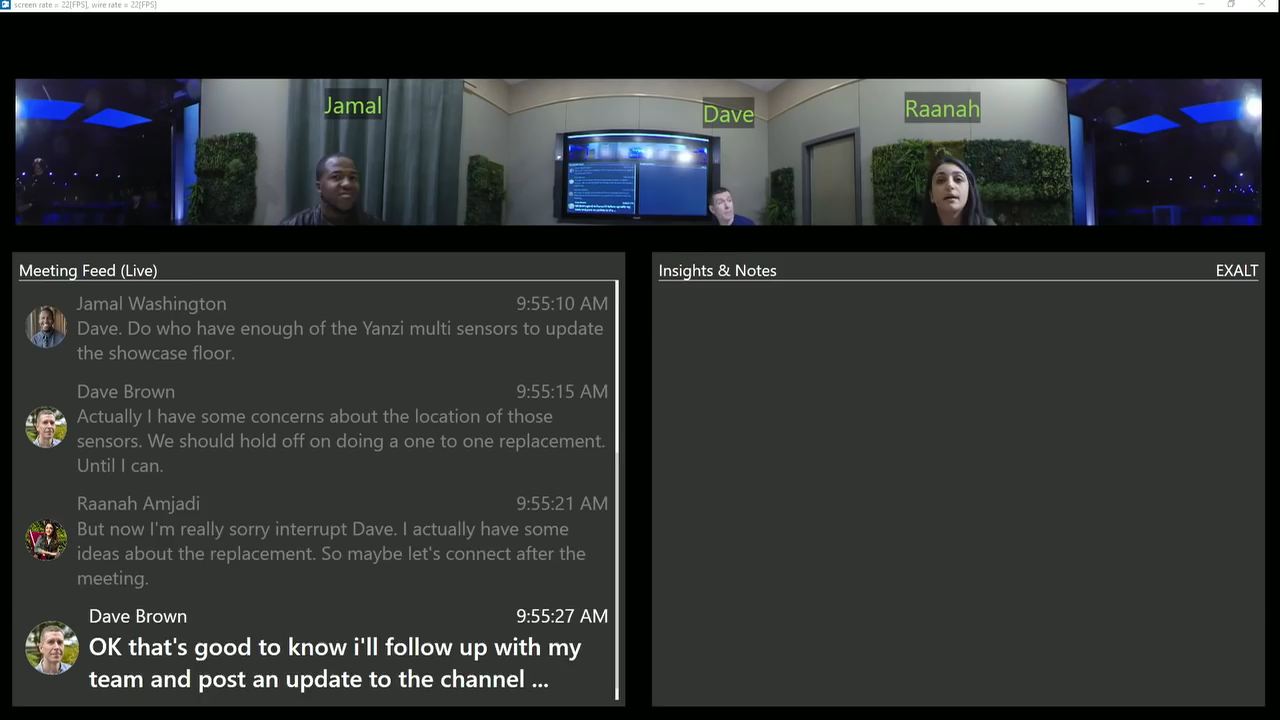 screen rate = 22[FPS], wire rate = 22[FPS]
Jamal
Dave
Raanah
Meeting Feed (Live)
Jamal Washington 9:55:10 AM
Dave. Do who have enough of the Yanzi multi sensors to update
the showcase floor.
Dave Brown 9:55:15 AM
Actually I have some concerns about the location of those
sensors. We should hold off on doing a one to one replacement.
Until I can.
Raanah Amjadi 9:55:21 AM
But now I'm really sorry interrupt Dave. I actually have some
ideas about the replacement. So maybe let's connect after the
meeting.
Dave Brown 9:55:27 AM
OK that's good to know i'll follow up with my
team and post an update to the channel ...
Insights & Notes EXALT